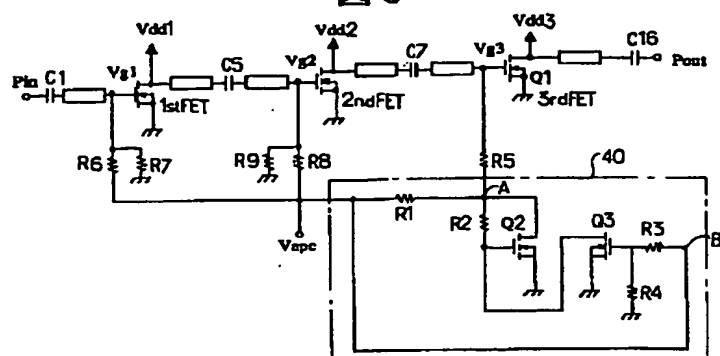 Vdd1
Vdd2
Vdd3
Vg1
Vg2
Vg3
Pin
C1
C5
C7
C16
Pout
1stFET
2ndFET
Q1
3rdFET
R6
R7
R9
R8
R5
40
A
R1
R2
Q2
Q3
R3
B
R4
Vapc